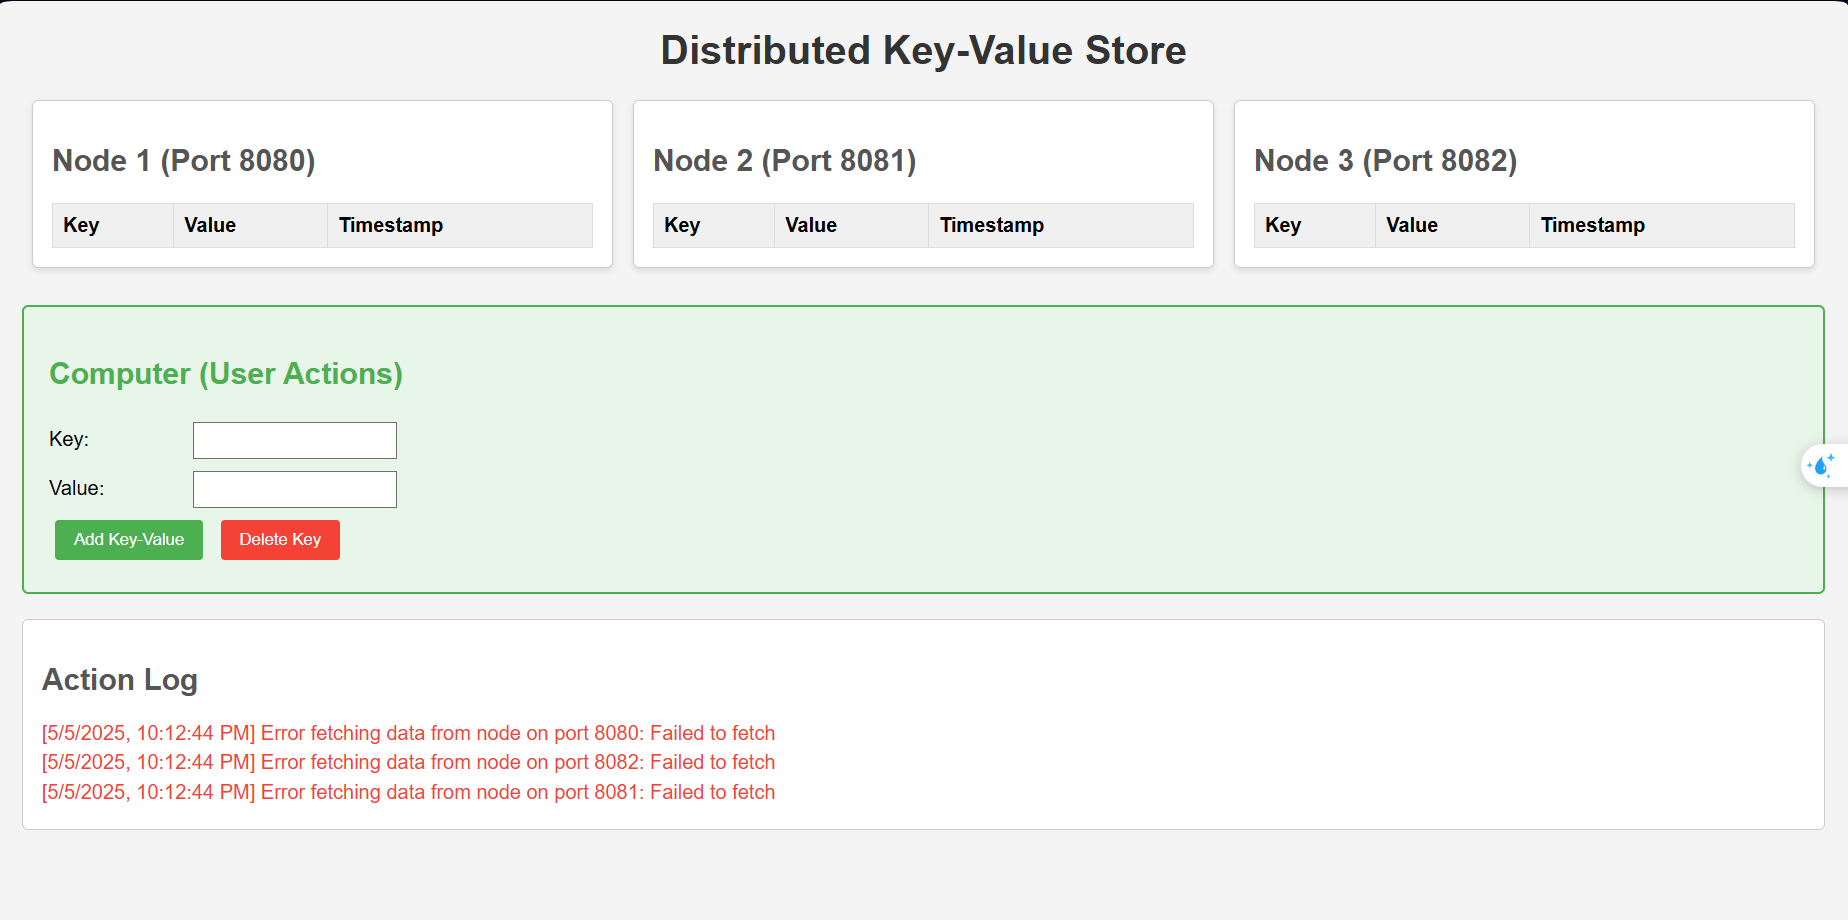 Distributed Key-Value Store
Node 1 (Port 8080)
Key Value Timestamp
Node 2 (Port 8081)
Key Value Timestamp
Node 3 (Port 8082)
Key Value Timestamp
Computer (User Actions)
Key:
Value:
Add Key-Value Delete Key
Action Log
[5/5/2025, 10:12:44 PM] Error fetching data from node on port 8080: Failed to fetch
[5/5/2025, 10:12:44 PM] Error fetching data from node on port 8082: Failed to fetch
[5/5/2025, 10:12:44 PM] Error fetching data from node on port 8081: Failed to fetch